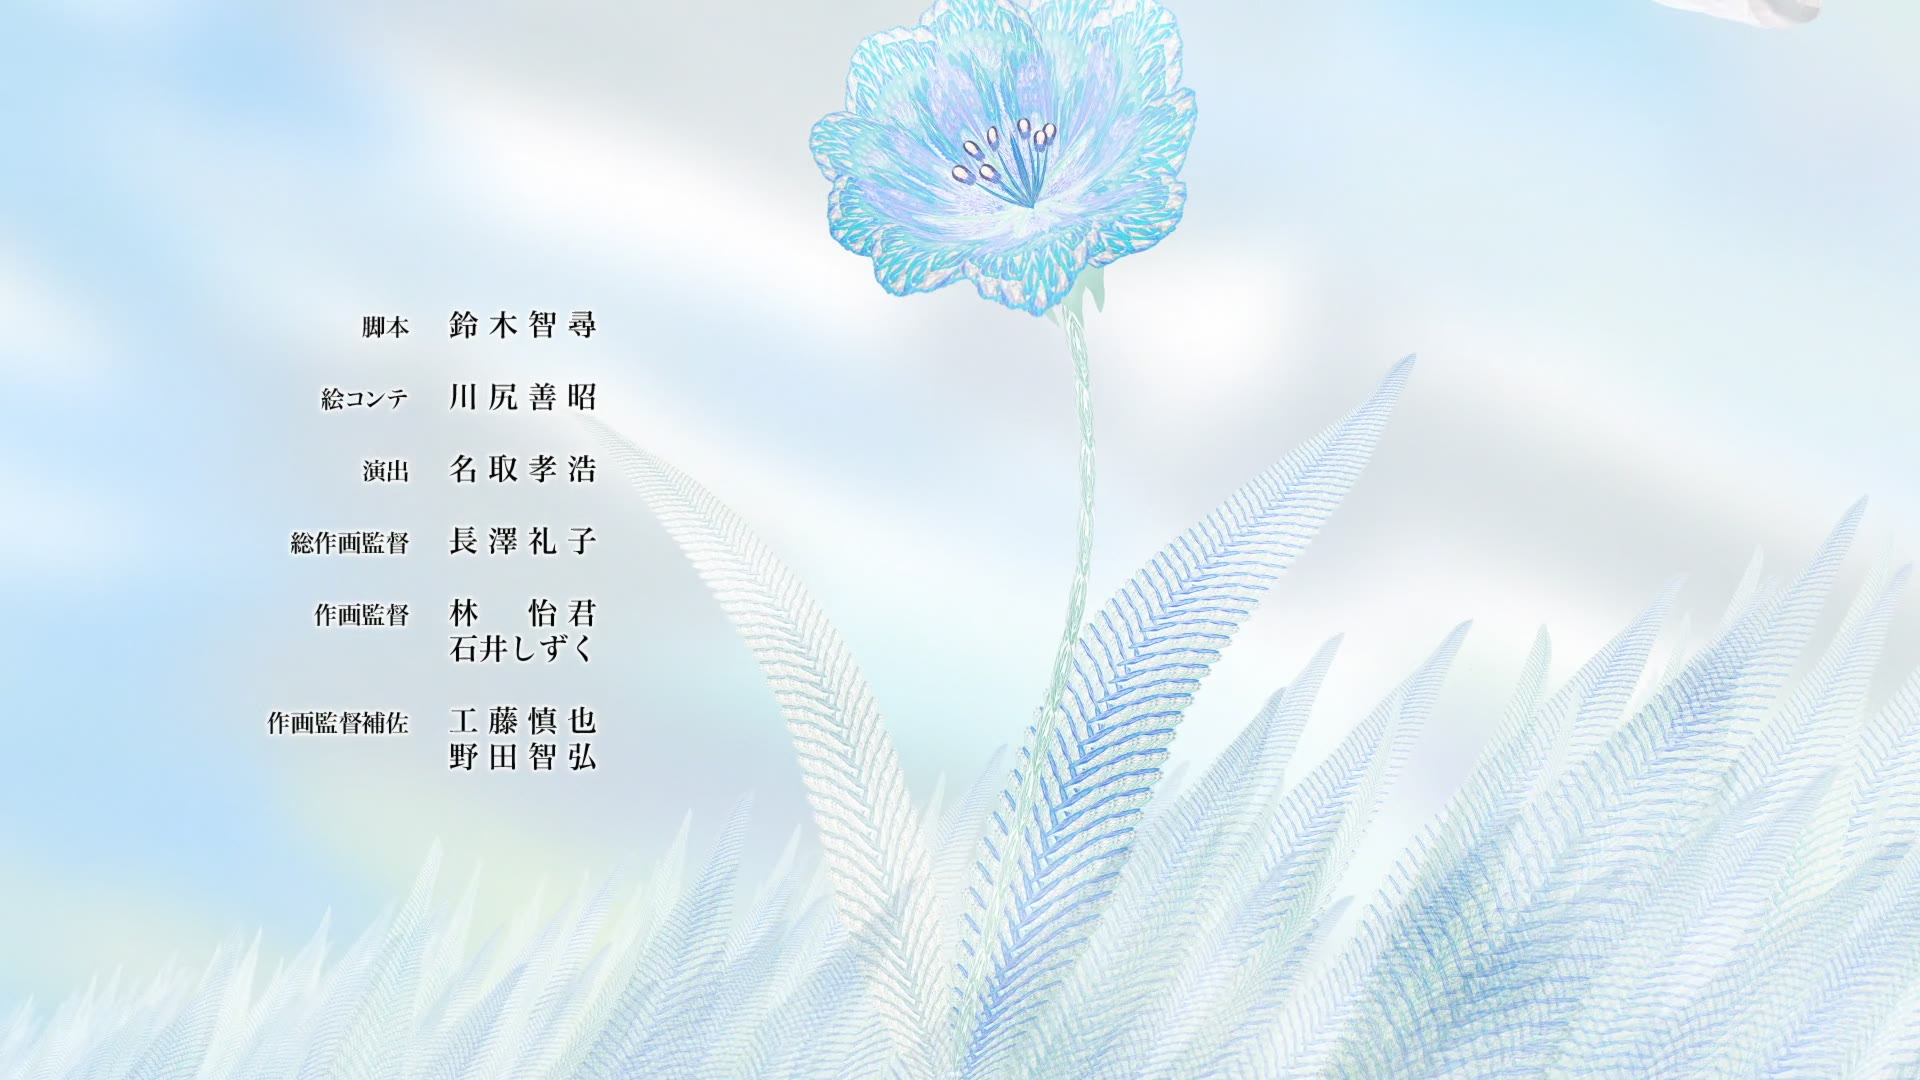 脚本 鈴木智尋
絵コンテ 川尻善昭
演出 名取孝浩
総作画監督 長澤礼子
作画監督 林 怡君
石井しずく
作画監督補佐 工藤慎也
野田智弘